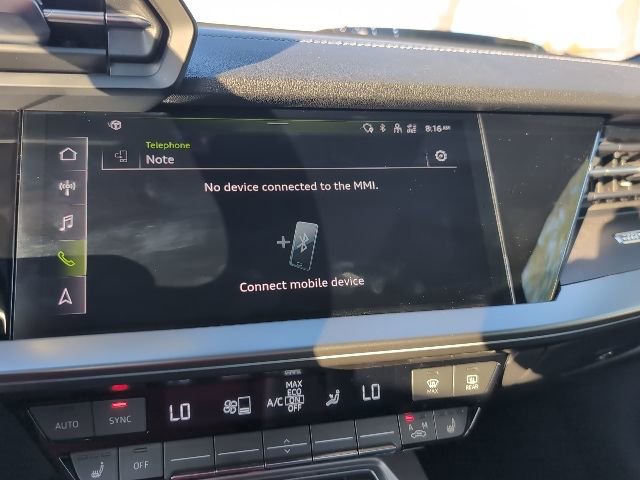 8:16 AM
Telephone
Note
No device connected to the MMI.
Connect mobile device
MAX
REAR
MAX
ECO
A/C ON
OFF
LO
LO
AUTO
SYNC
OFF
A M